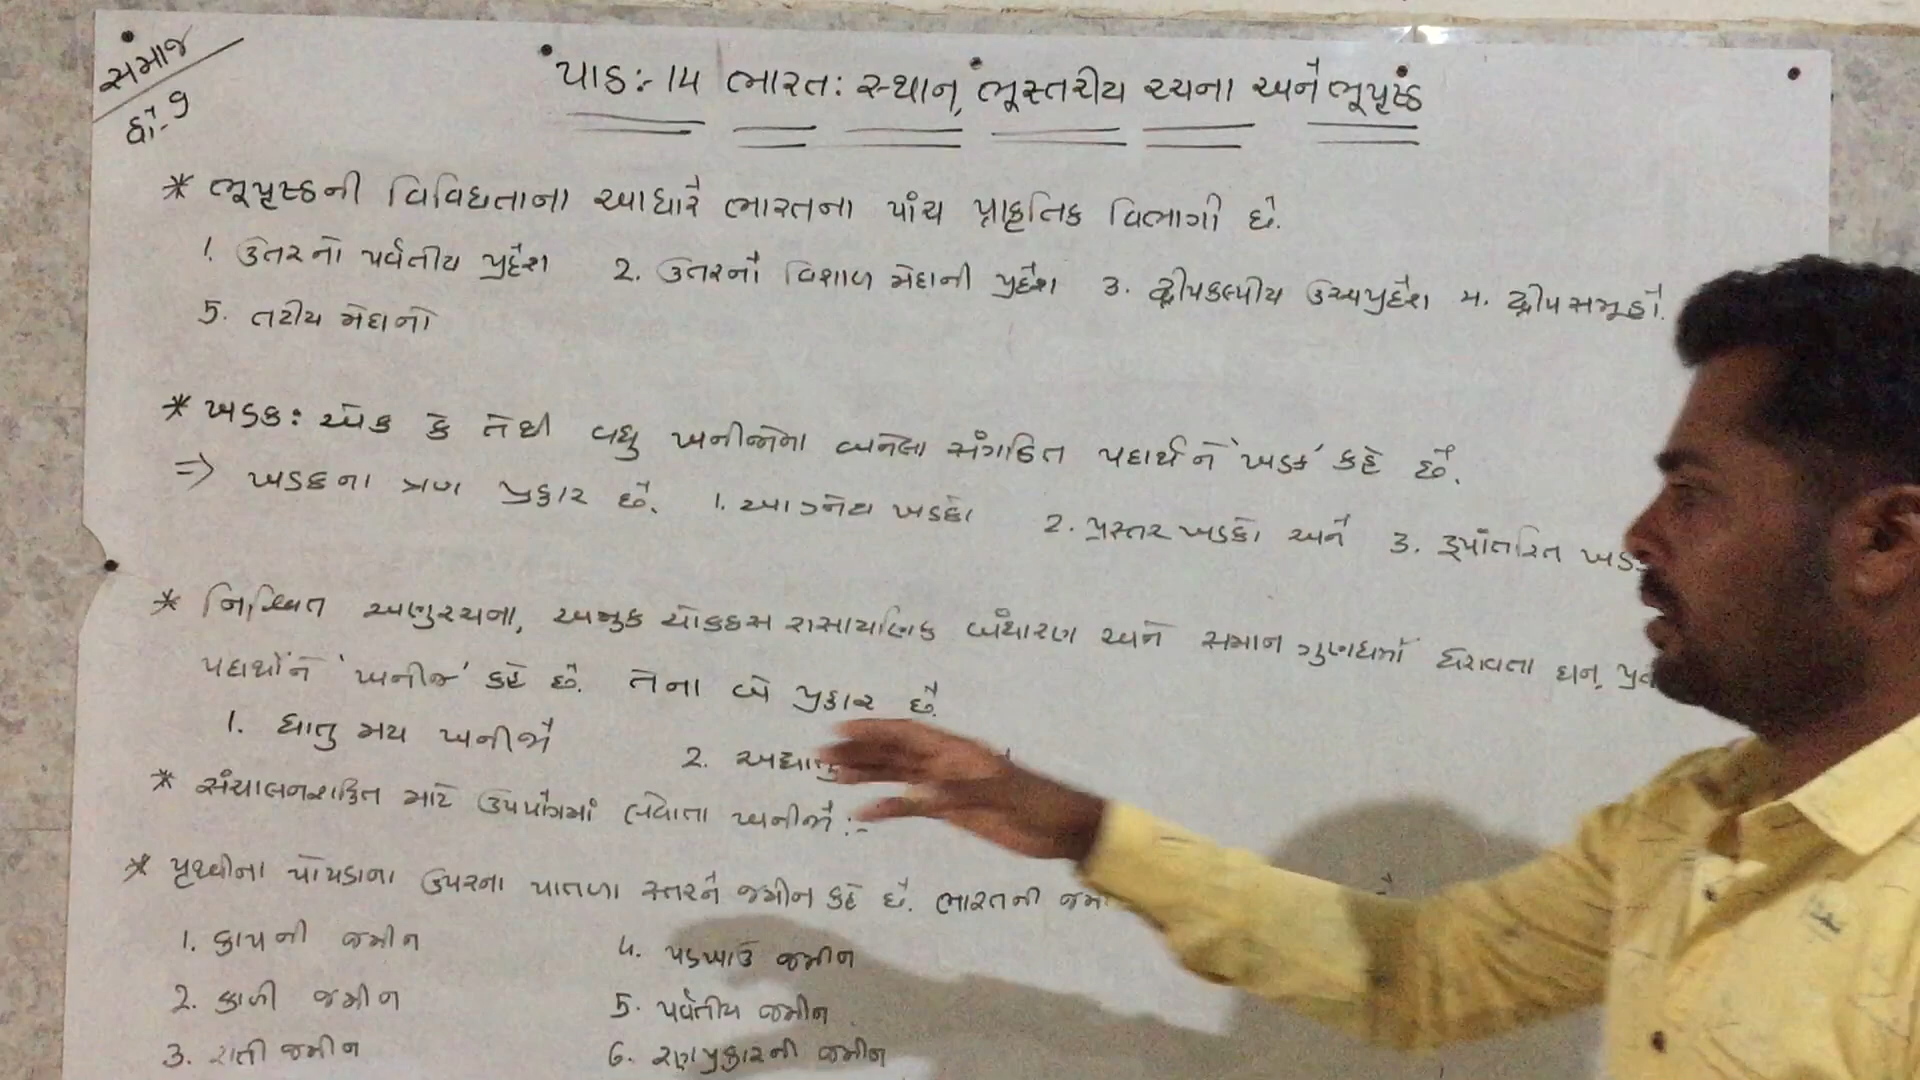 સમાજ
ધો-9
પાઠ:- 14 ભારત: સ્થાન, ભૂસ્તરીય રચના અને ભૂપૃષ્ઠ
* ભૂપૃષ્ઠની વિવિધતાના આધારે ભારતના પાંચ પ્રાકૃતિક વિભાગો છે.
1. ઉતરનો પર્વતીય પ્રદેશ 2. ઉતરનો વિશાળ મેદાની પ્રદેશ 3. દ્વીપકલ્પીય ઉચ્ચપ્રદેશ 4. દ્વીપસમૂહો.
5. તટીય મેદાનો
* ખડક: એક કે તેથી વધુ ખનીજોના બનેલા સંગઠિત પદાર્થને 'ખડક' કહે છે.
=> ખડકના ત્રણ પ્રકાર છે. 1. આગ્નેય ખડકો 2. પ્રસ્તર ખડકો અને 3. રૂપાંતરિત
* નિશ્ચિત અણુરચના, અમુક ચોકકસ રાસાયણિક બંધારણ અને સમાન ગુણધર્મો ધરાવતા ઘન,
પદાર્થોને 'ખનીજ' કહે છે. તેના બે પ્રકાર છે.
1. ધાતુ મય ખનીજો 2.
* સંચાલનશકિત માટે ઉપયોગમાં લેવાતા ખનીજો :-
* પૃથ્વીના પોપડાના ઉપરના પાતળા સ્તરને જમીન કહે છે. ભારતની
1. કાંપની જમીન 4. પડખાઉ જમીન
2. કાળી જમીન 5. પર્વતીય જમીન
3. રાતી જમીન 6. રણપ્રકારની જમીન